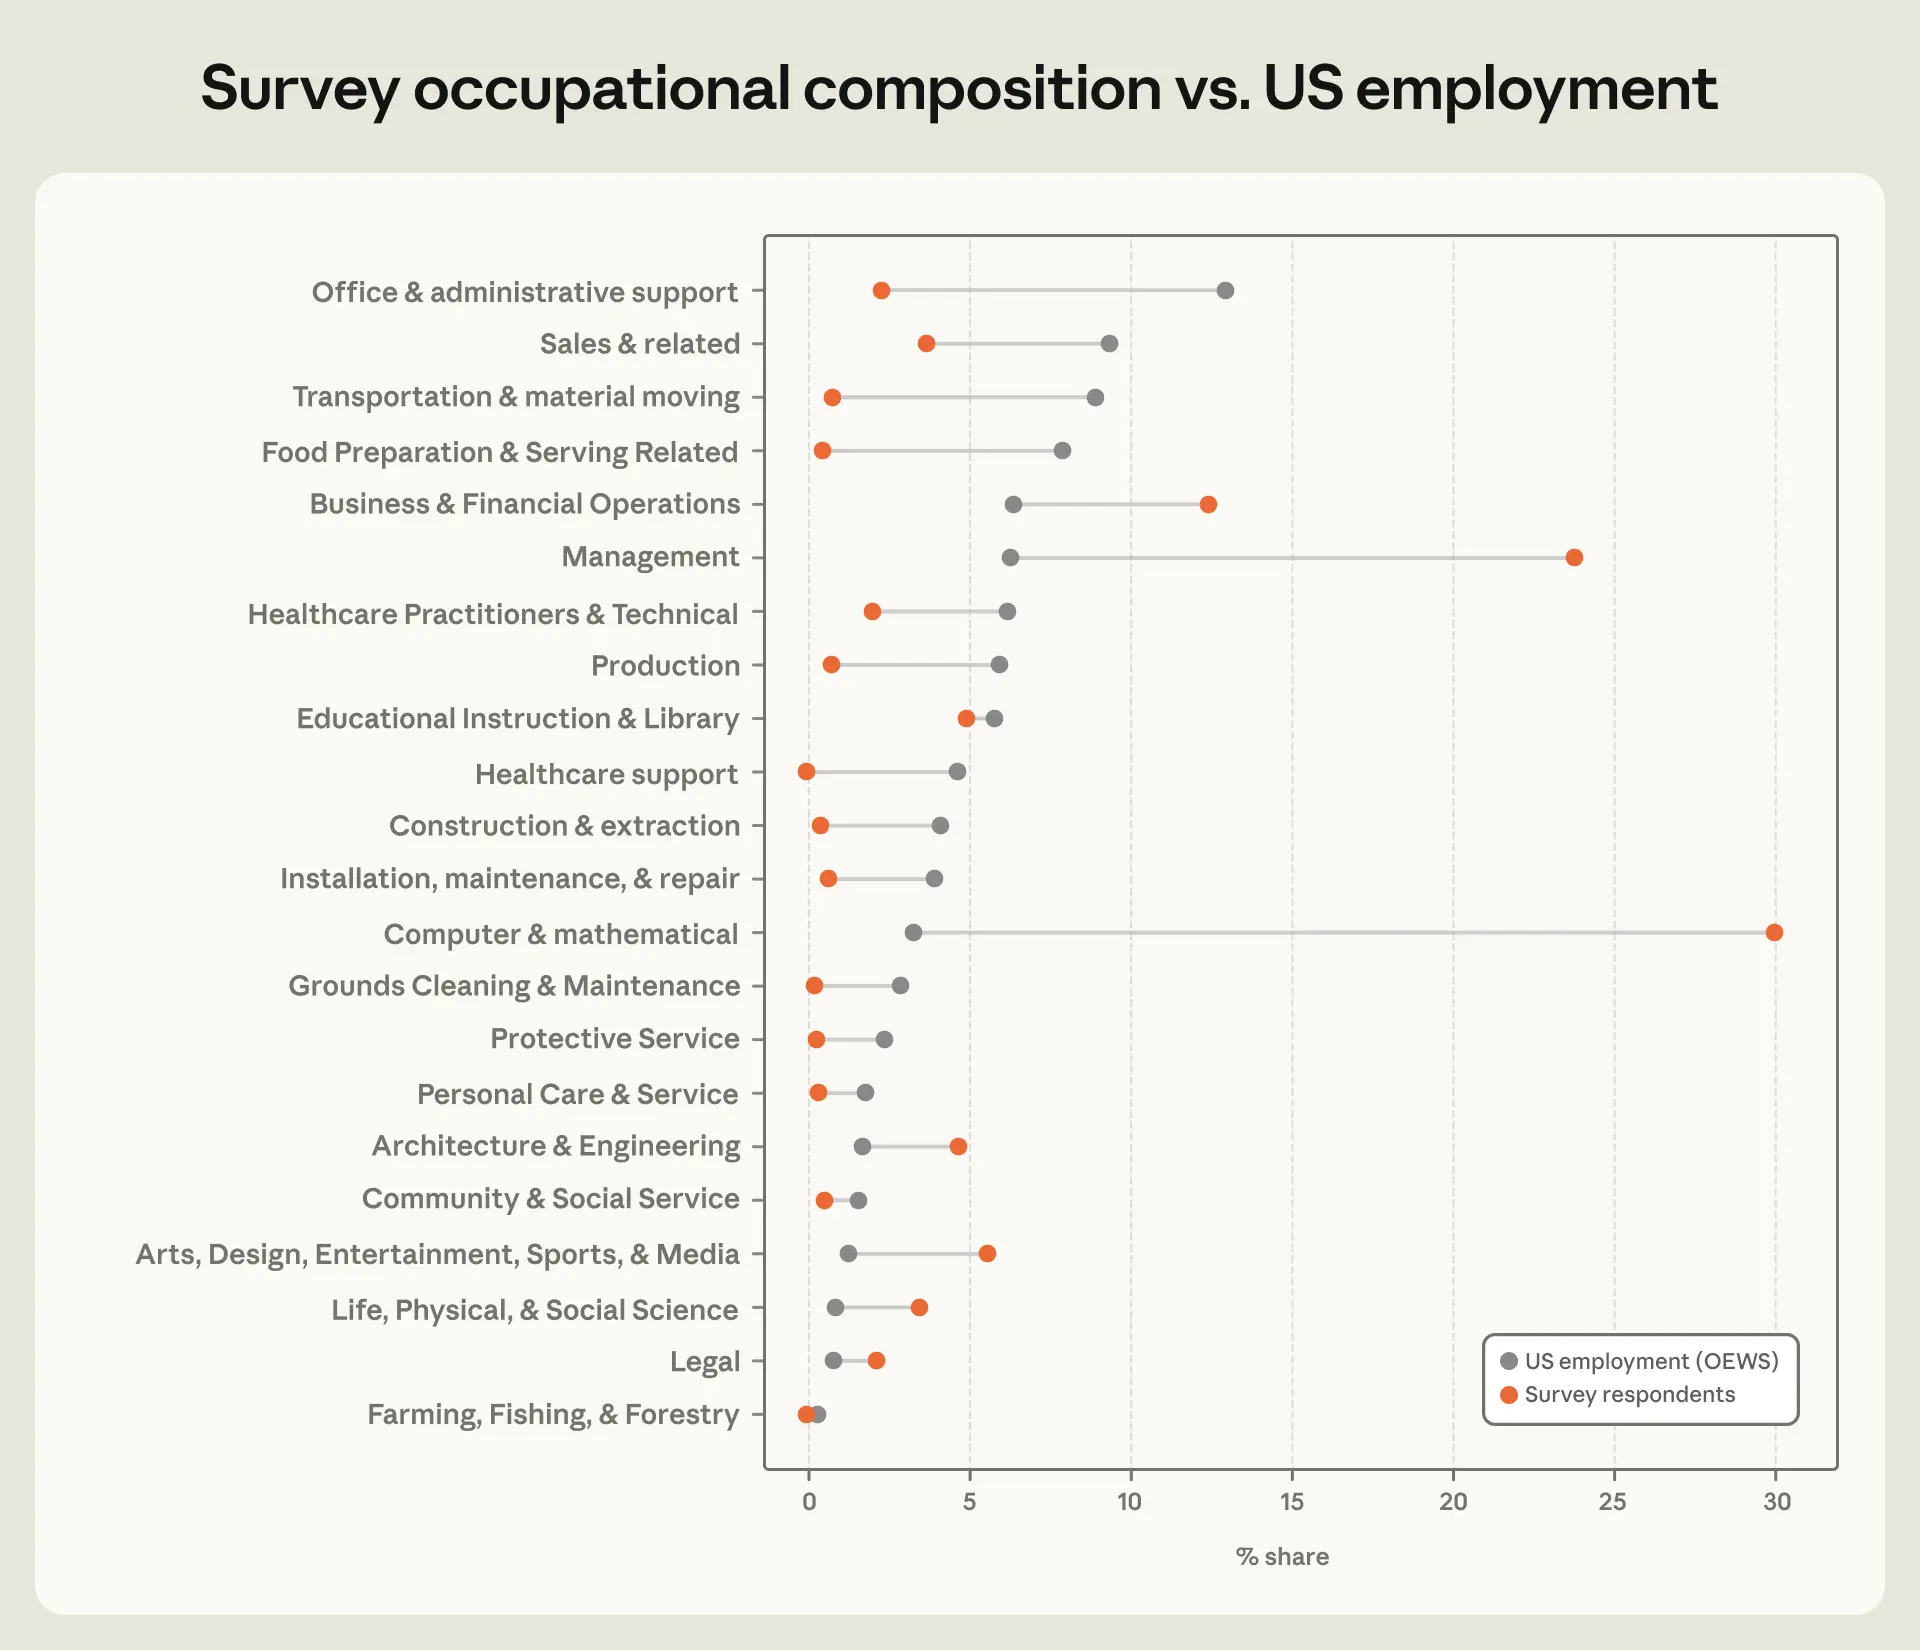 Survey occupational composition vs. US employment
Office & administrative support
Sales & related
Transportation & material moving
Food Preparation & Serving Related
Business & Financial Operations
Management
Healthcare Practitioners & Technical
Production
Educational Instruction & Library
Healthcare support
Construction & extraction
Installation, maintenance, & repair
Computer & mathematical
Grounds Cleaning & Maintenance
Protective Service
Personal Care & Service
Architecture & Engineering
Community & Social Service
Arts, Design, Entertainment, Sports, & Media
Life, Physical, & Social Science
Legal
Farming, Fishing, & Forestry
US employment (OEWS)
Survey respondents
0 5 10 15 20 25 30
% share